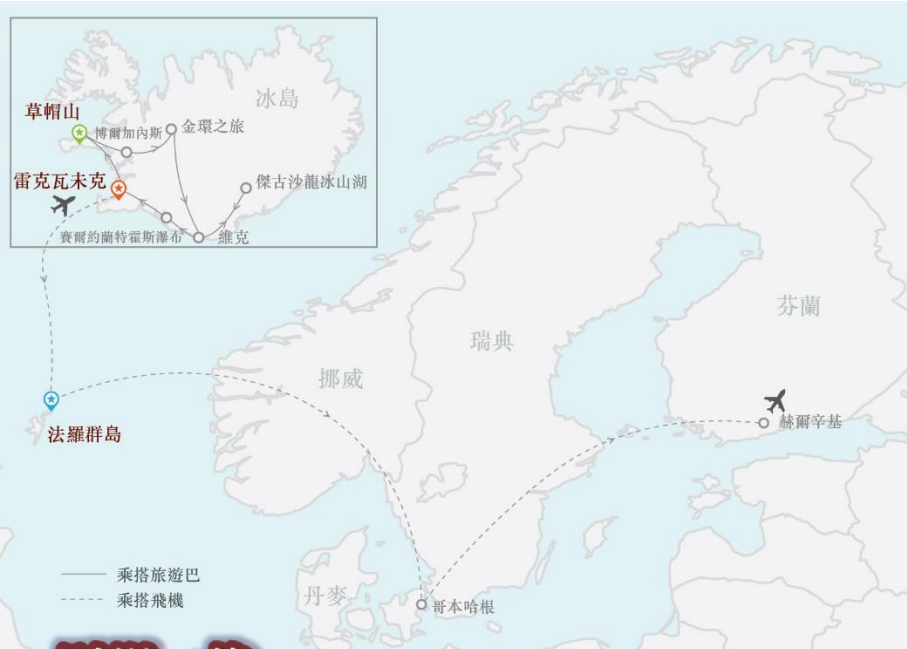 冰島
草帽山
博爾加內斯
金環之旅
雷克瓦未克
傑古沙龍冰山湖
賽爾約蘭特霍斯瀑布
維克
芬蘭
瑞典
挪威
赫爾辛基
法羅群島
乘搭旅遊巴
乘搭飛機
丹麥
哥本哈根